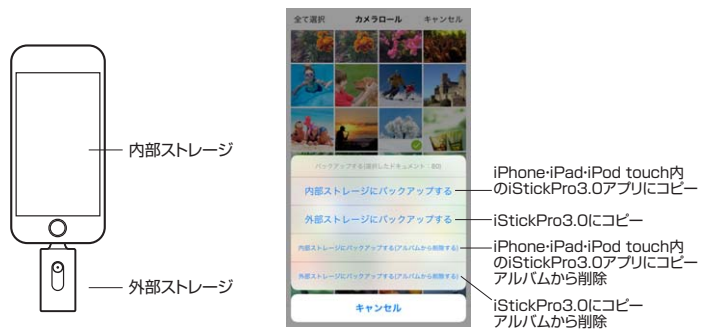 内部ストレージ
外部ストレージ
全て選択 カメラロール キャンセル
バックアップする(選択したドキュメント：80)
内部ストレージにバックアップする
外部ストレージにバックアップする
内部ストレージにバックアップする(アルバムから削除する)
外部ストレージにバックアップする(アルバムから削除する)
キャンセル
iPhone・iPad・iPod touch内
のiStickPro3.0アプリにコピー
iStickPro3.0にコピー
iPhone・iPad・iPod touch内
のiStickPro3.0アプリにコピー
アルバムから削除
iStickPro3.0にコピー
アルバムから削除